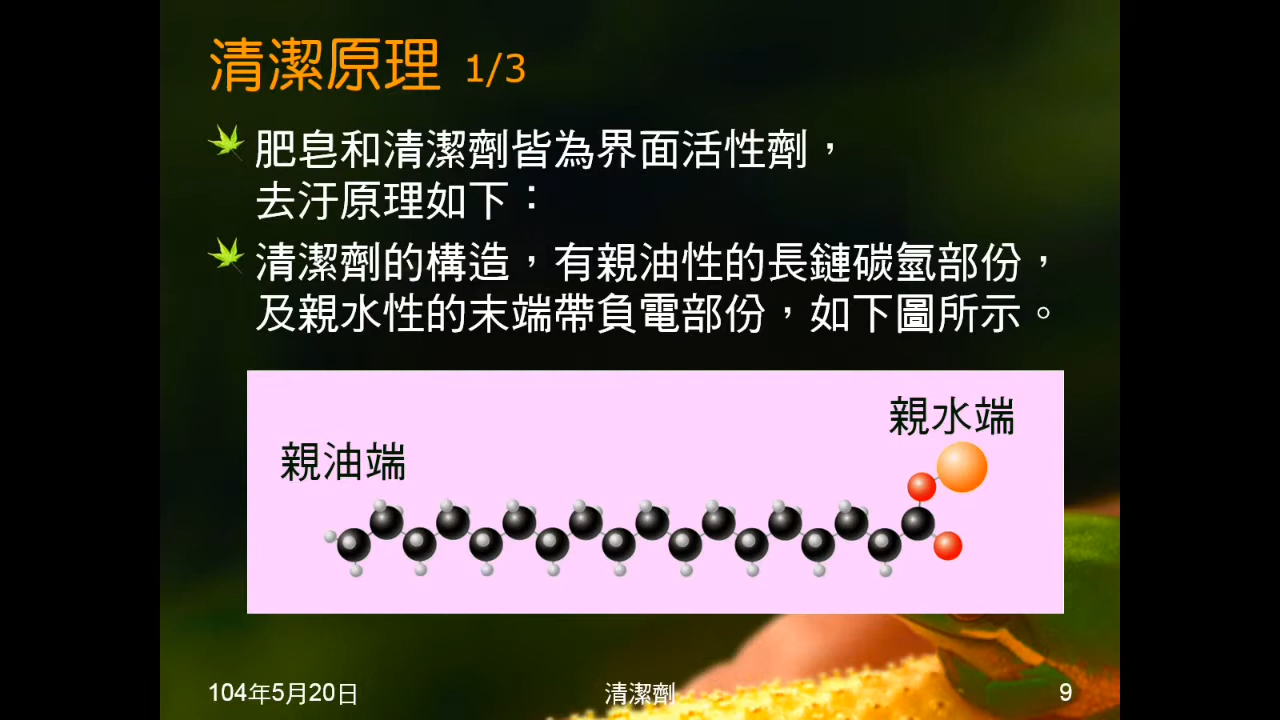 清潔原理 1/3
肥皂和清潔劑皆為界面活性劑，
去汙原理如下：
清潔劑的構造，有親油性的長鏈碳氫部份，
及親水性的末端帶負電部份，如下圖所示。
親水端
親油端
104年5月20日
清潔劑
9